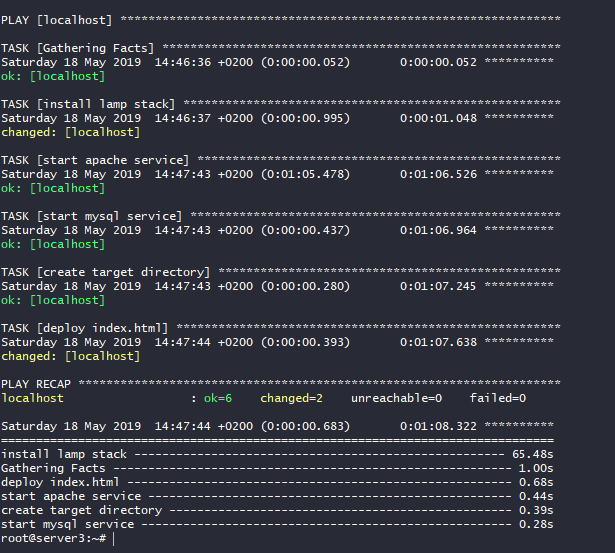 PLAY [localhost] ***************************************************************
TASK [Gathering Facts] *********************************************************
Saturday 18 May 2019  14:46:36 +0200 (0:00:00.052)       0:00:00.052 **********
ok: [localhost]
TASK [install lamp stack] ******************************************************
Saturday 18 May 2019  14:46:37 +0200 (0:00:00.995)       0:00:01.048 **********
changed: [localhost]
TASK [start apache service] ****************************************************
Saturday 18 May 2019  14:47:43 +0200 (0:01:05.478)       0:01:06.526 **********
ok: [localhost]
TASK [start mysql service] *****************************************************
Saturday 18 May 2019  14:47:43 +0200 (0:00:00.437)       0:01:06.964 **********
ok: [localhost]
TASK [create target directory] *************************************************
Saturday 18 May 2019  14:47:43 +0200 (0:00:00.280)       0:01:07.245 **********
ok: [localhost]
TASK [deploy index.html] *******************************************************
Saturday 18 May 2019  14:47:44 +0200 (0:00:00.393)       0:01:07.638 **********
changed: [localhost]
PLAY RECAP *********************************************************************
localhost                  : ok=6    changed=2    unreachable=0    failed=0
Saturday 18 May 2019  14:47:44 +0200 (0:00:00.683)       0:01:08.322 **********
===============================================================================
install lamp stack ----------------------------------------------------- 65.48s
Gathering Facts --------------------------------------------------------- 1.00s
deploy index.html ------------------------------------------------------- 0.68s
start apache service ---------------------------------------------------- 0.44s
create target directory ------------------------------------------------- 0.39s
start mysql service ----------------------------------------------------- 0.28s
root@server3:~#